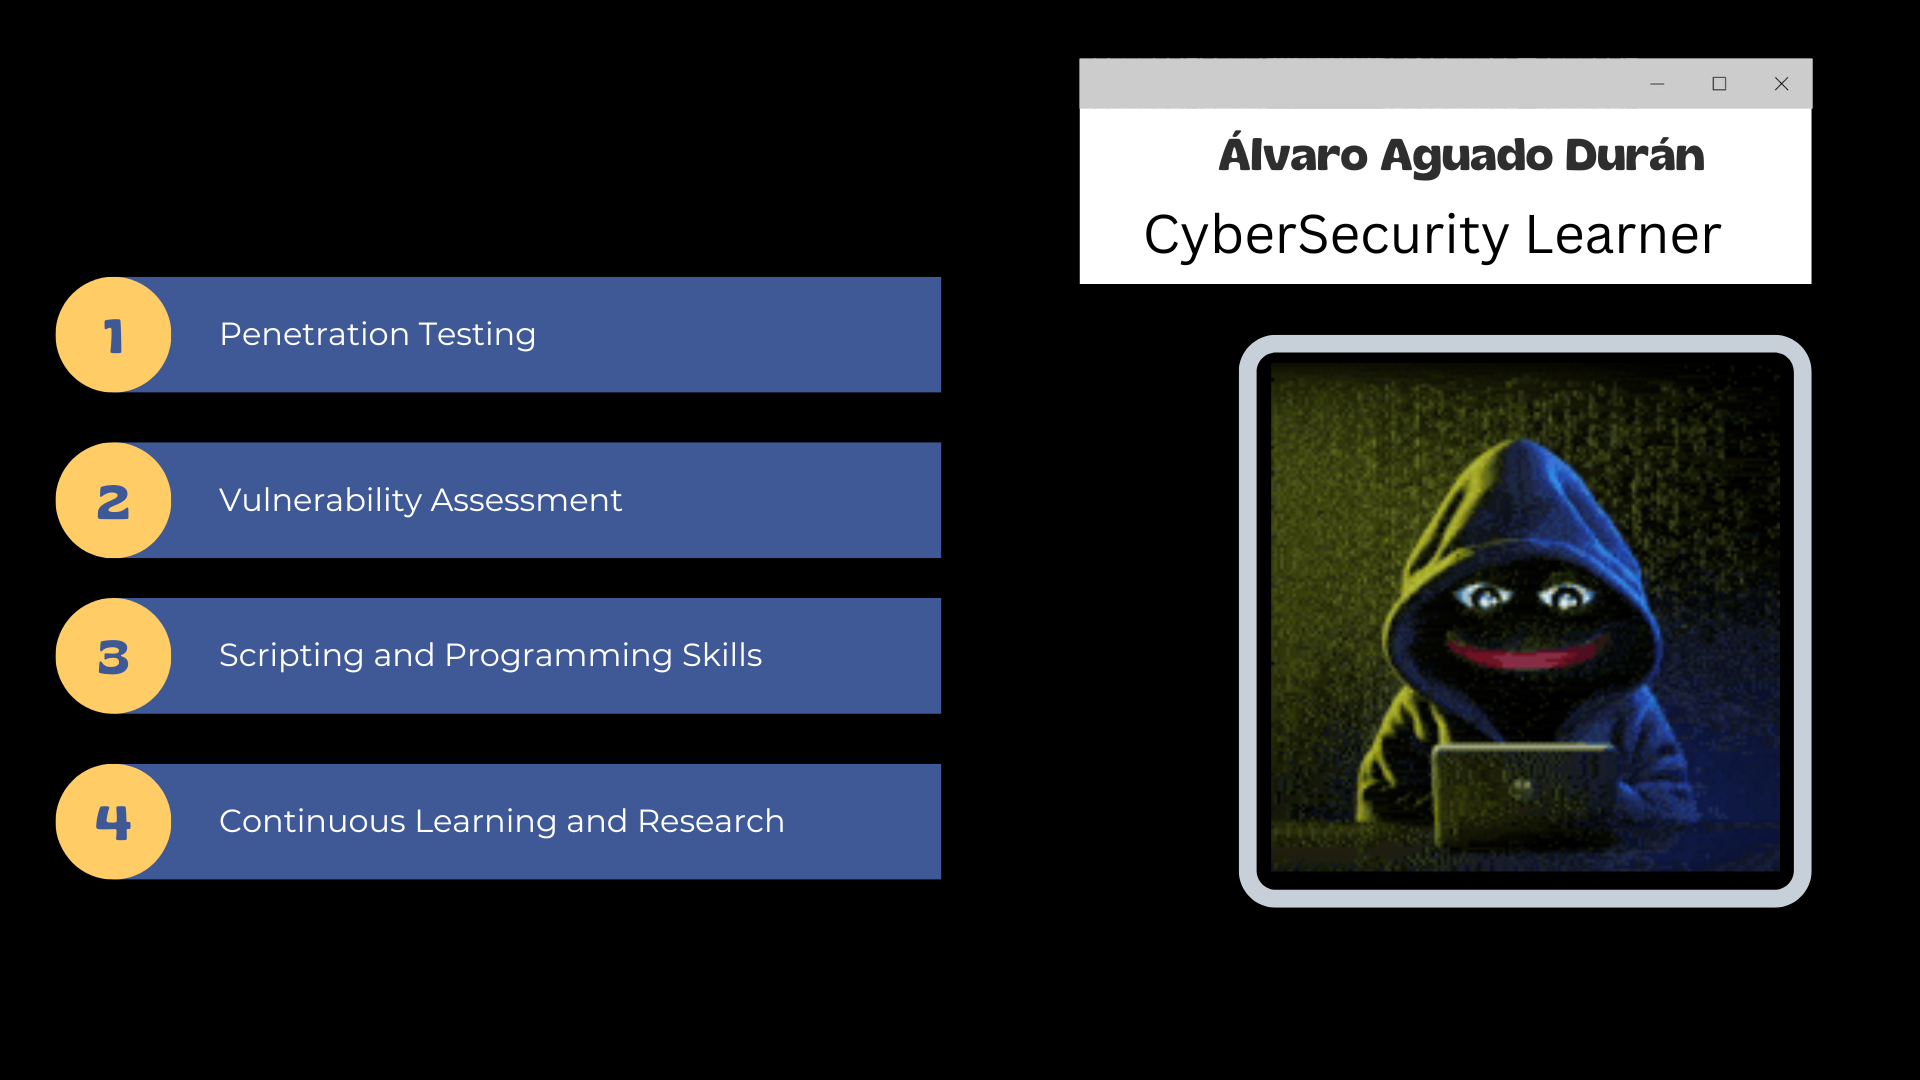 Álvaro Aguado Durán
CyberSecurity Learner
1 Penetration Testing
2 Vulnerability Assessment
3 Scripting and Programming Skills
4 Continuous Learning and Research